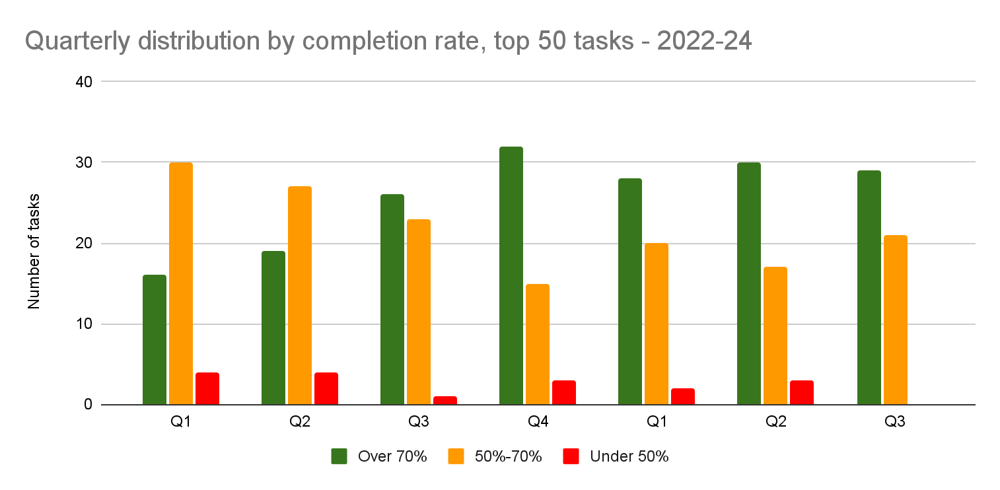 Quarterly distribution by completion rate, top 50 tasks - 2022-24
40
30
20
10
0
Number of tasks
Q1 Q2 Q3 Q4 Q1 Q2 Q3
Over 70% 50%-70% Under 50%